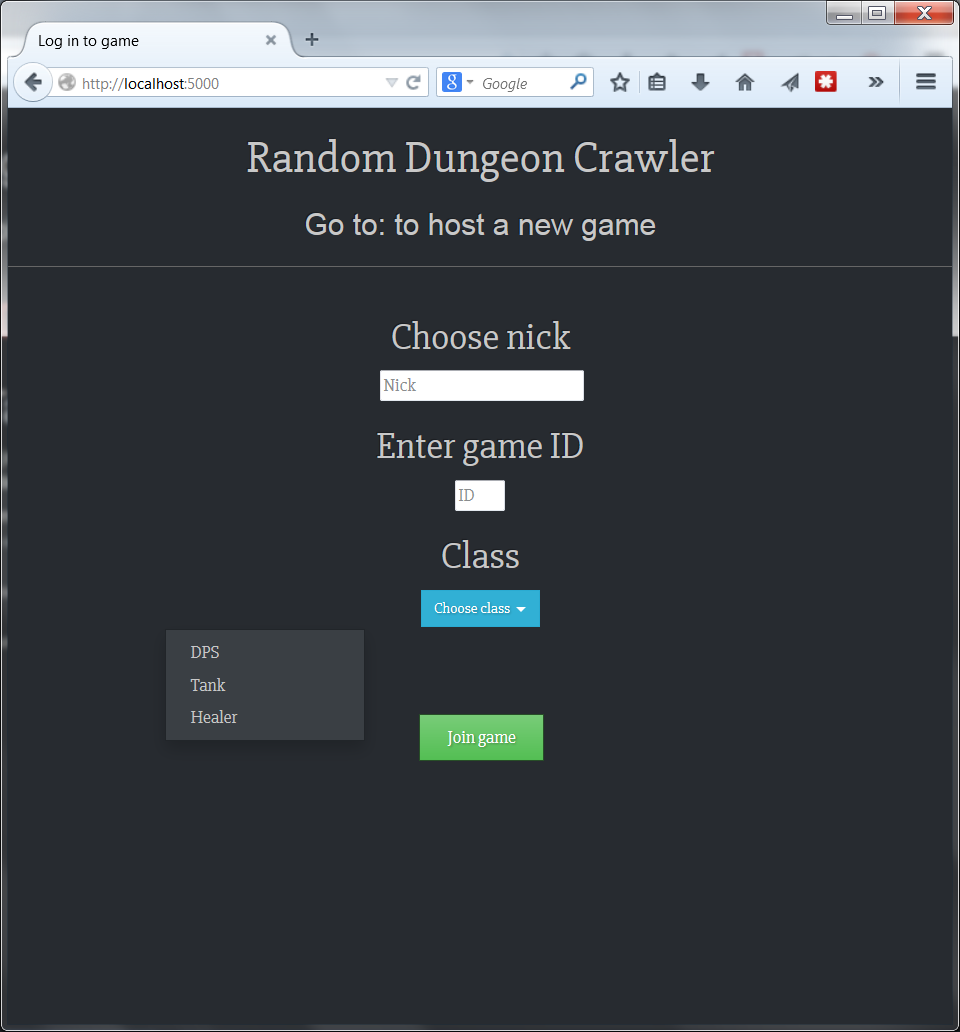 Log in to game
http://localhost:5000
8 Google
Random Dungeon Crawler
Go to: to host a new game
Choose nick
Nick
Enter game ID
ID
Class
Choose class
DPS
Tank
Healer
Join game